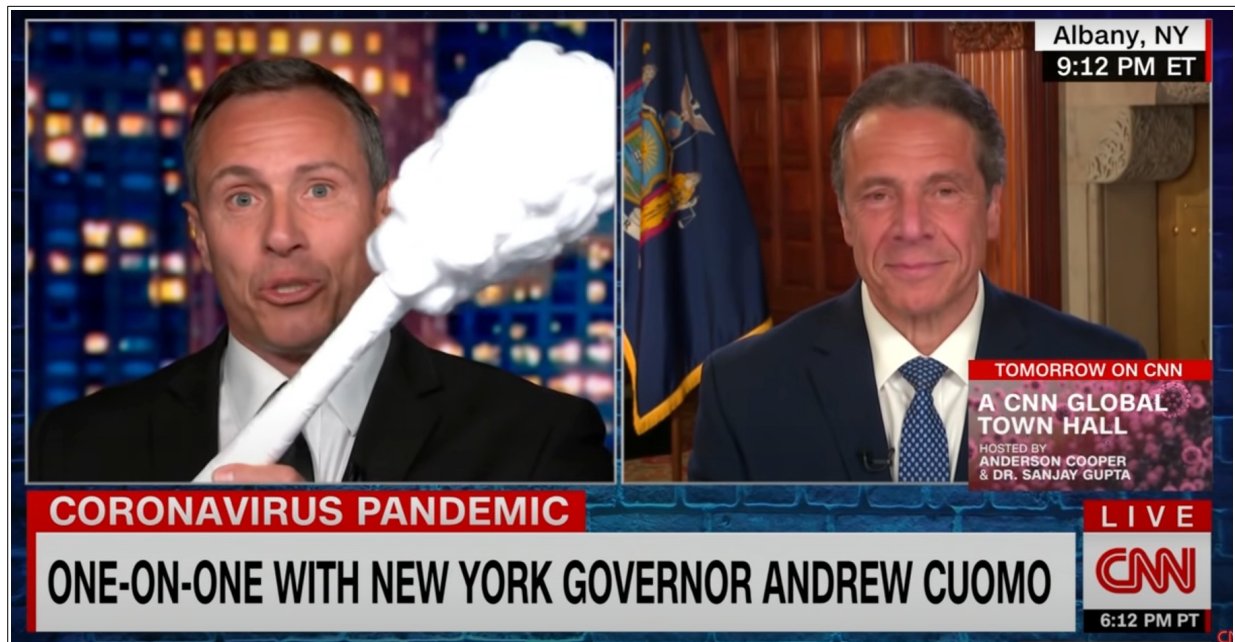 Albany, NY
9:12 PM ET
TOMORROW ON CNN
A CNN GLOBAL
TOWN HALL
HOSTED BY
ANDERSON COOPER
& DR. SANJAY GUPTA
CORONAVIRUS PANDEMIC
ONE-ON-ONE WITH NEW YORK GOVERNOR ANDREW CUOMO
LIVE
CNN
6:12 PM PT